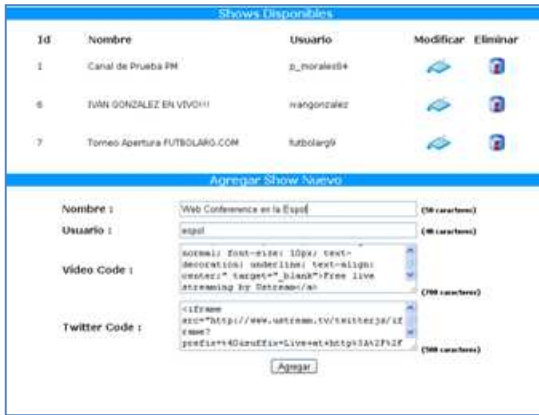 Shows Disponibles
Id Nombre Usuario Modificar Eliminar
1 Canal de Prueba PM p_morales64
6 IVAN GONZALEZ EN VIVO!!! ivangonzalez
7 Torneo Apertura FUTBOLARG.COM futbolarg9
Agregar Show Nuevo
Nombre : Web Conferenence en la Espol (50 caracteres)
Usuario : espol (40 caracteres)
Video Code : normal; font-size: 10px; text-
decoration: underline; text-align:
center;" target="_blank">Free live
streaming by Ustream</a>
(700 caracteres)
Twitter Code : <iframe
src="http://www.ustream.tv/twitterjs/if
rame?
prefix=%40&suffix=Live+at+http%3A%2F%2F
(500 caracteres)
Agregar